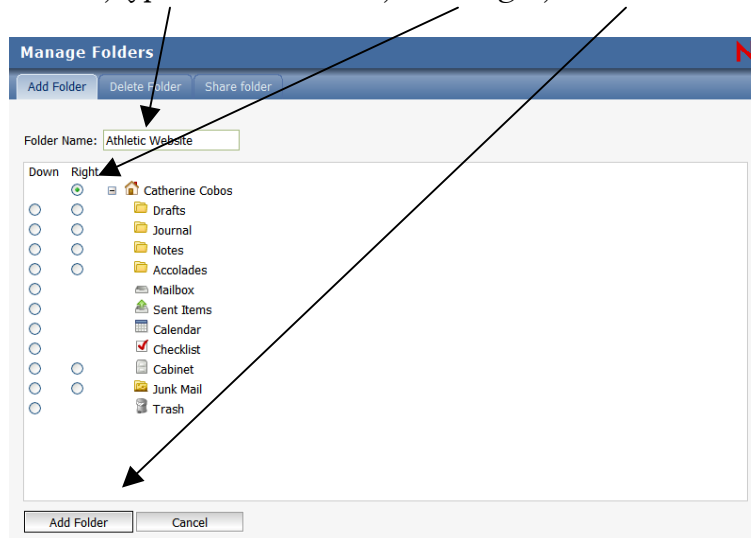 Manage Folders
N
Add Folder Delete Folder Share folder
Folder Name: Athletic Website
Down Right
Catherine Cobos
Drafts
Journal
Notes
Accolades
Mailbox
Sent Items
Calendar
Checklist
Cabinet
Junk Mail
Trash
Add Folder Cancel